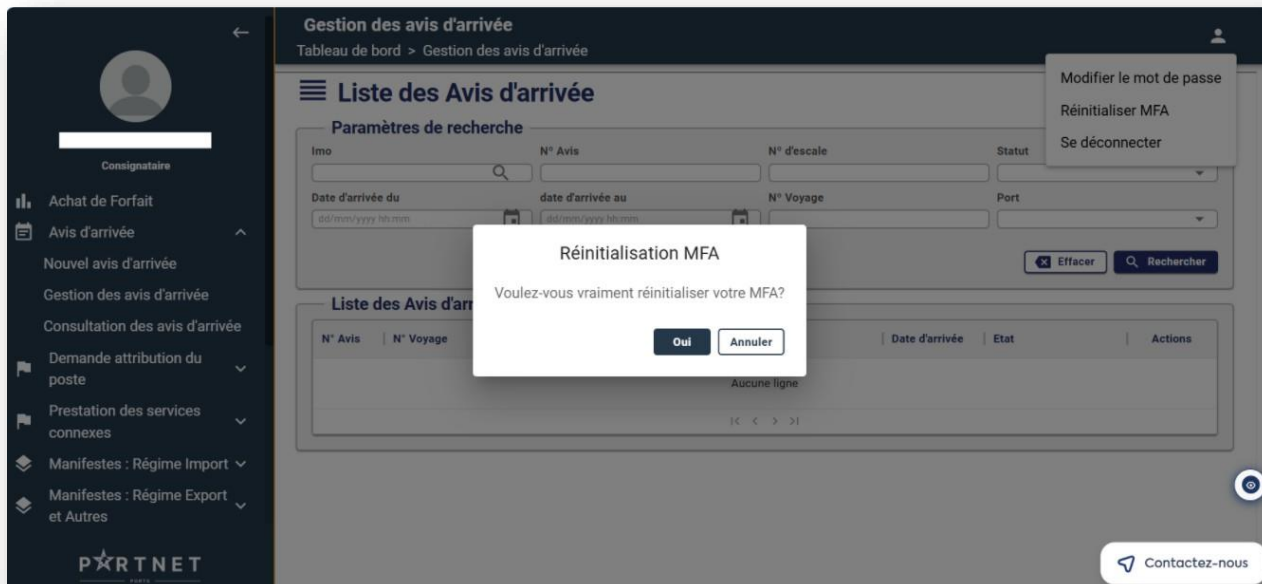 Gestion des avis d'arrivée
Tableau de bord > Gestion des avis d'arrivée
Consignataire
Achat de Forfait
Avis d'arrivée
Nouvel avis d'arrivée
Gestion des avis d'arrivée
Consultation des avis d'arrivée
Demande attribution du
poste
Prestation des services
connexes
Manifestes : Régime Import
Manifestes : Régime Export
et Autres
PORTNET
PORTS
Modifier le mot de passe
Réinitialiser MFA
Se déconnecter
Liste des Avis d'arrivée
Paramètres de recherche
Imo
N° Avis
N° d'escale
Statut
Date d'arrivée du
date d'arrivée au
N° Voyage
Port
dd/mm/yyyy hh:mm
dd/mm/yyyy hh:mm
Effacer
Rechercher
Réinitialisation MFA
Voulez-vous vraiment réinitialiser votre MFA?
Oui
Annuler
Liste des Avis d'arr
N° Avis
N° Voyage
Date d'arrivée
Etat
Actions
Aucune ligne
Contactez-nous